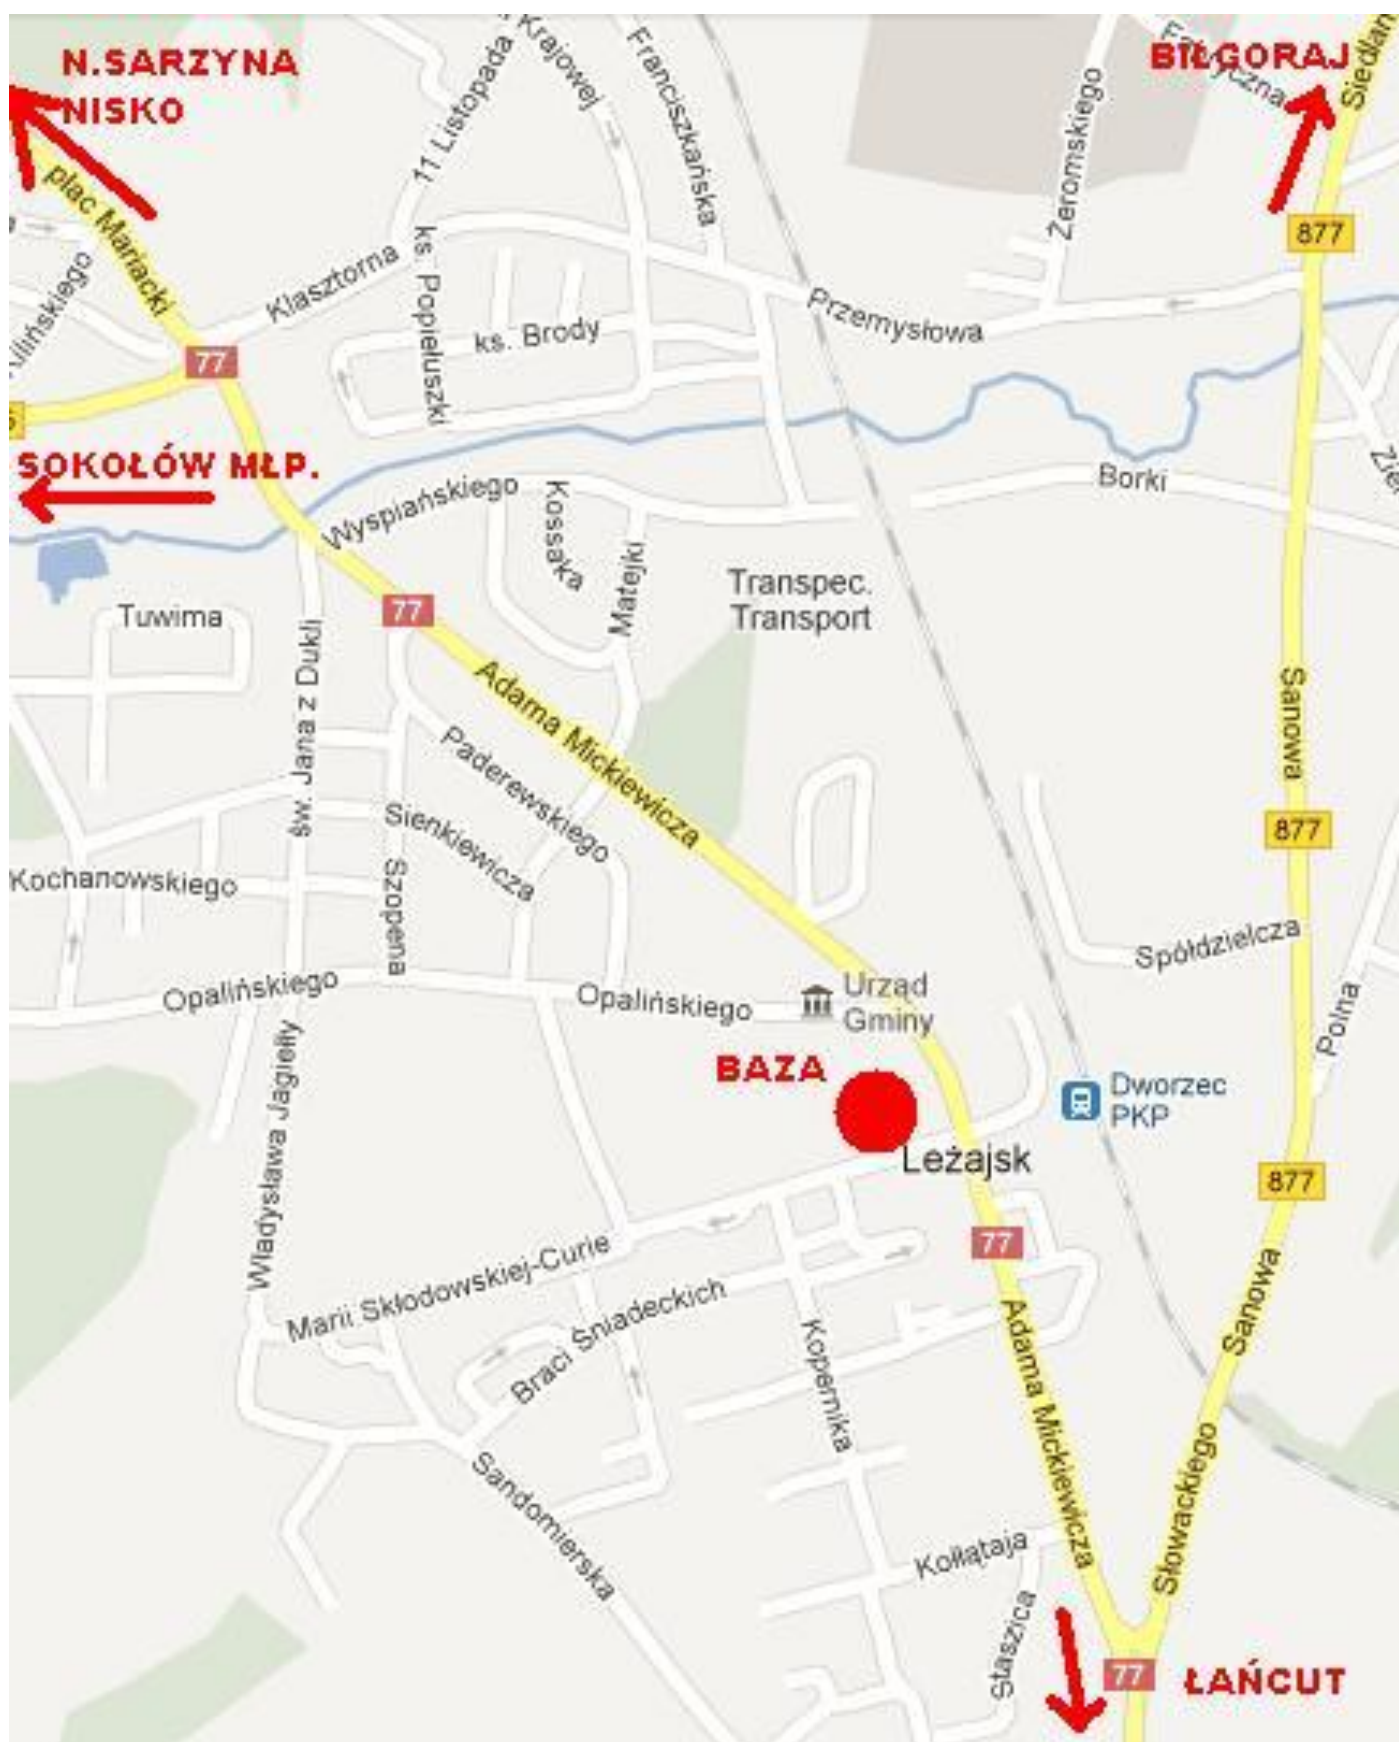 N.SARZYNA
NISKO
11 Listopada
Krajowej
Franciszkańska
Żeromskiego
BIŁGORAJ
plac Mariacki
877
Klasztorna
ks. Popiełuszki
ks. Brody
Przemysłowa
77
SOKOŁÓW MŁP.
Wyspiańskiego
Kossaka
Matejki
Borki
Transpec.
Transport
Tuwima
77
św. Jana z Dukli
Adama Mickiewicza
Paderewskiego
Sanowa
Sienkiewicza
877
Kochanowskiego
Szopena
Spółdzielcza
Opalińskiego
Opalińskiego
Urząd
Gminy
Polna
BAZA
Dworzec
PKP
Władysława Jagiełły
Leżajsk
877
77
Marii Skłodowskiej-Curie
Braci Śniadeckich
Sanowa
Kopernika
Adama Mickiewicza
Sandomierska
Słowackiego
Kołłątaja
Staszica
77
ŁAŃCUT